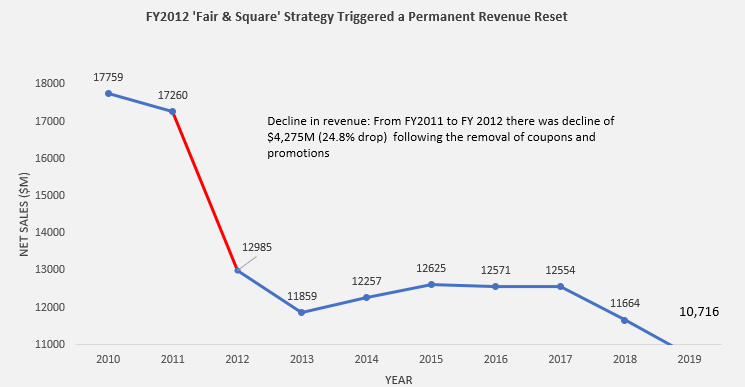 FY2012 'Fair & Square' Strategy Triggered a Permanent Revenue Reset
17759
18000
17260
17000
Decline in revenue: From FY2011 to FY 2012 there was decline of
$4,275M (24.8% drop)  following the removal of coupons and
promotions
16000
15000
14000
NET SALES ($M)
12985
13000
12625
12571
12554
12257
11859
11664
10,716
12000
11000
2010 2011 2012 2013 2014 2015 2016 2017 2018 2019
YEAR